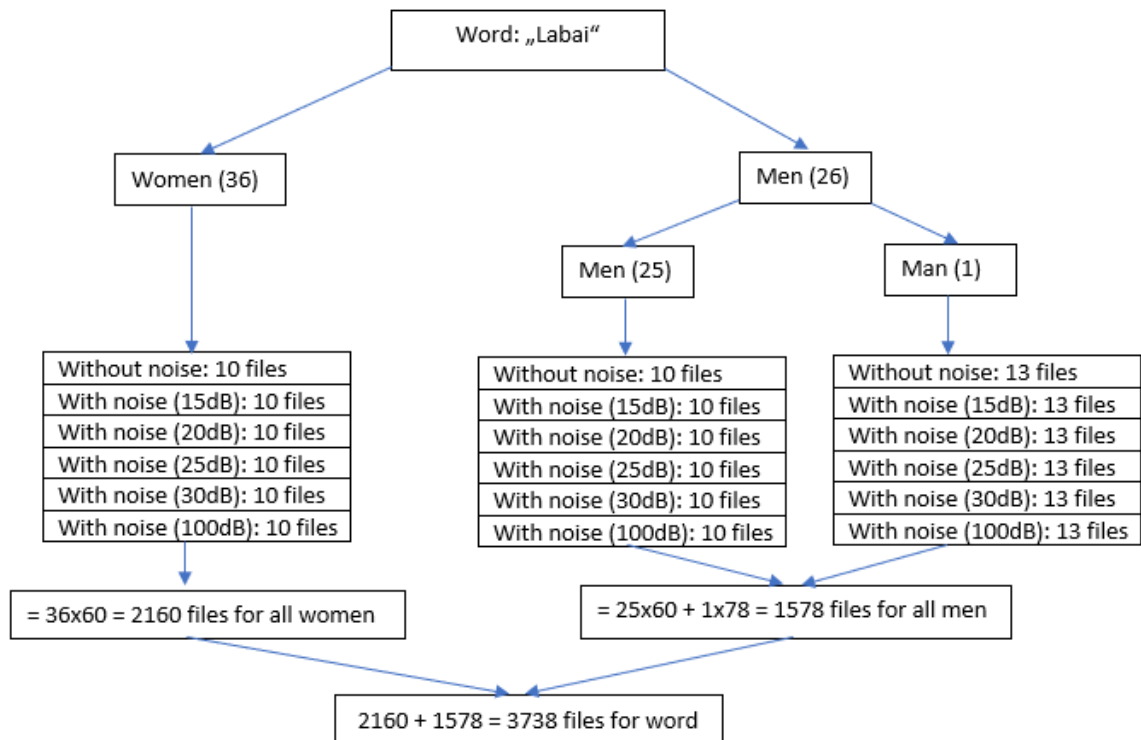 Word: „Labai“
Women (36)
Men (26)
Men (25)
Man (1)
Without noise: 10 files
With noise (15dB): 10 files
With noise (20dB): 10 files
With noise (25dB): 10 files
With noise (30dB): 10 files
With noise (100dB): 10 files
Without noise: 10 files
With noise (15dB): 10 files
With noise (20dB): 10 files
With noise (25dB): 10 files
With noise (30dB): 10 files
With noise (100dB): 10 files
Without noise: 13 files
With noise (15dB): 13 files
With noise (20dB): 13 files
With noise (25dB): 13 files
With noise (30dB): 13 files
With noise (100dB): 13 files
= 36x60 = 2160 files for all women
= 25x60 + 1x78 = 1578 files for all men
2160 + 1578 = 3738 files for word